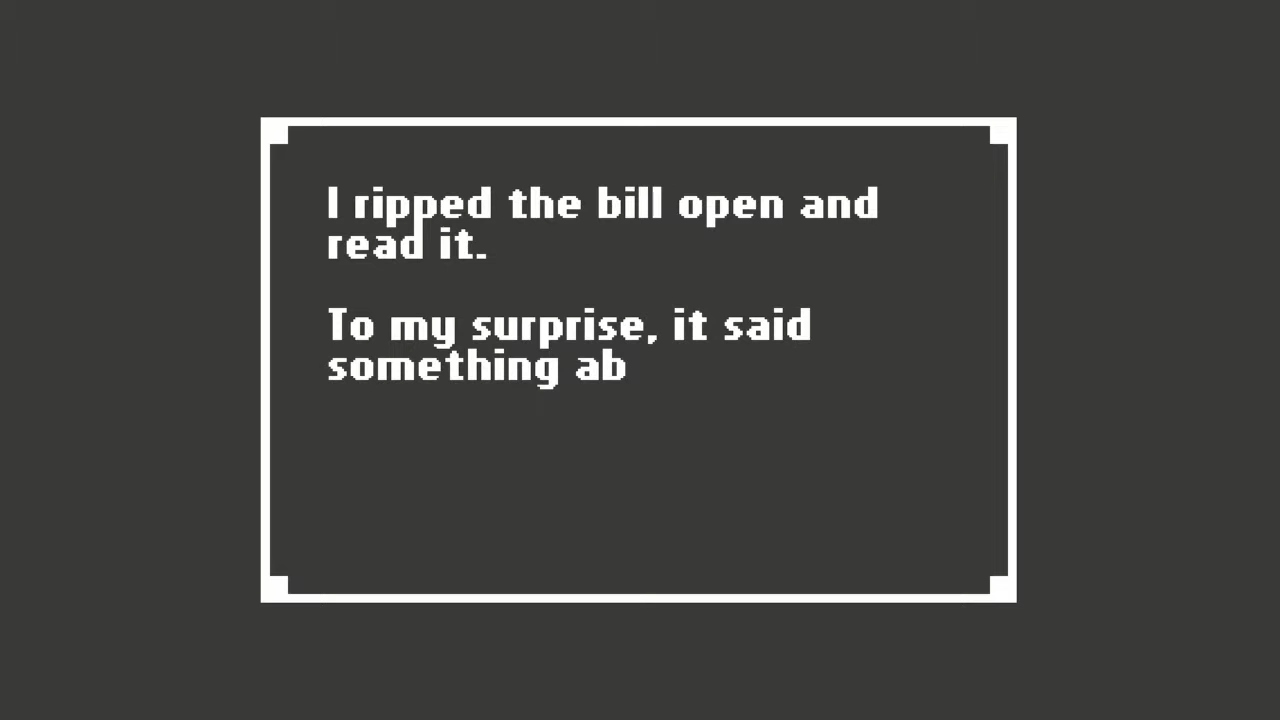 I ripped the bill open and
read it.
To my surprise, it said
something ab